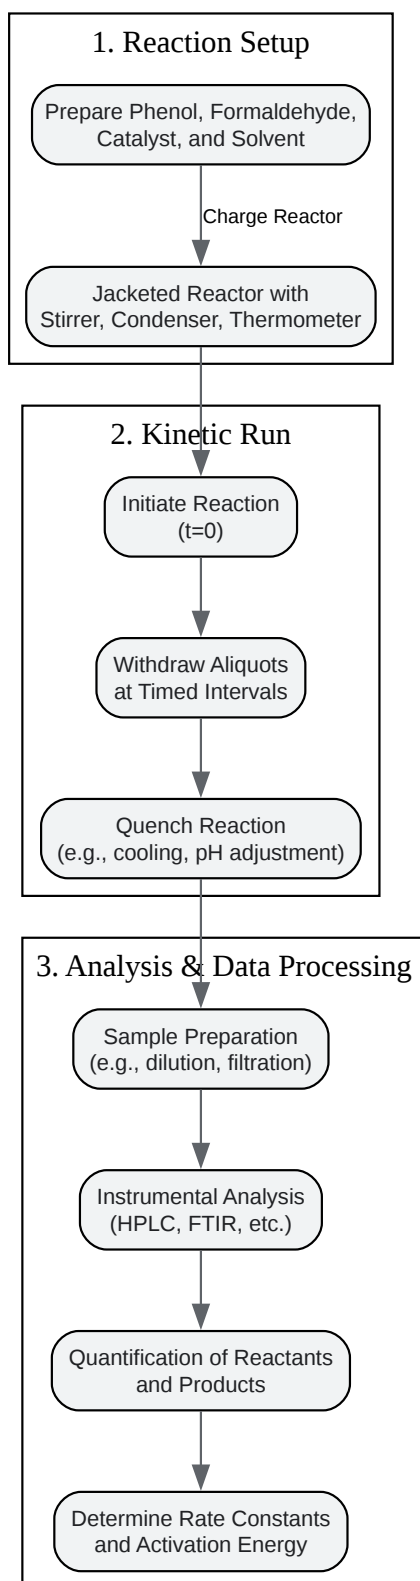 1. Reaction Setup
Prepare Phenol, Formaldehyde,
Catalyst, and Solvent
Charge Reactor
Jacketed Reactor with
Stirrer, Condenser, Thermometer
2. Kinetic Run
Initiate Reaction
(t=0)
Withdraw Aliquots
at Timed Intervals
Quench Reaction
(e.g., cooling, pH adjustment)
3. Analysis & Data Processing
Sample Preparation
(e.g., dilution, filtration)
Instrumental Analysis
(HPLC, FTIR, etc.)
Quantification of Reactants
and Products
Determine Rate Constants
and Activation Energy